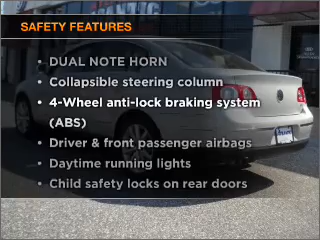 SAFETY FEATURES
• DUAL NOTE HORN
• Collapsible steering column
• 4-Wheel anti-lock braking system
(ABS)
• Driver & front passenger airbags
• Daytime running lights
• Child safety locks on rear doors